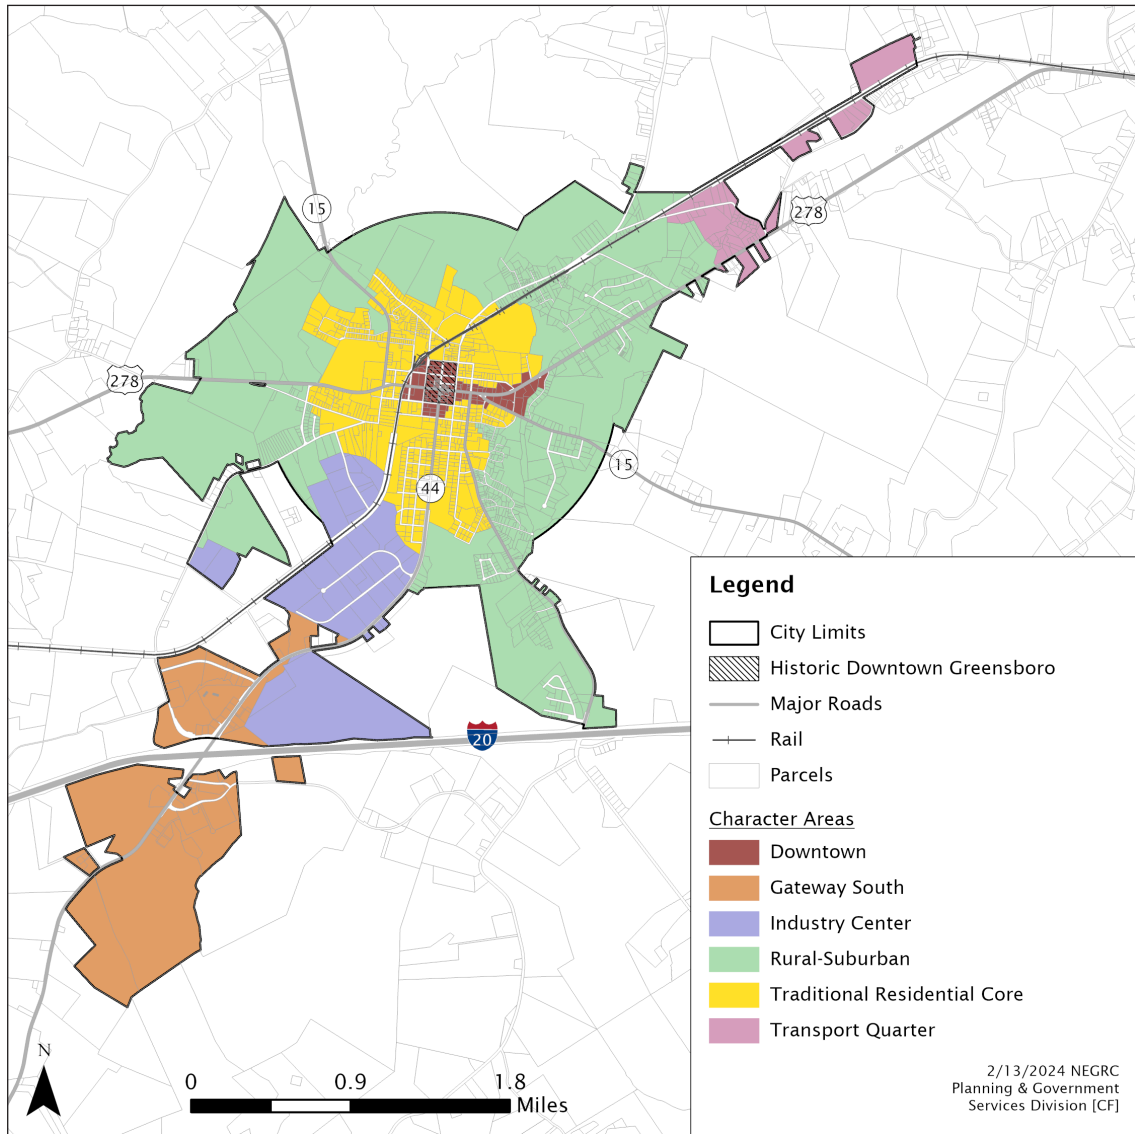 15
278
278
15
44
20
Legend
City Limits
Historic Downtown Greensboro
Major Roads
Rail
Parcels
Character Areas
Downtown
Gateway South
Industry Center
Rural-Suburban
Traditional Residential Core
Transport Quarter
2/13/2024 NEGRC
Planning & Government
Services Division [CF]
N
0 0.9 1.8
Miles